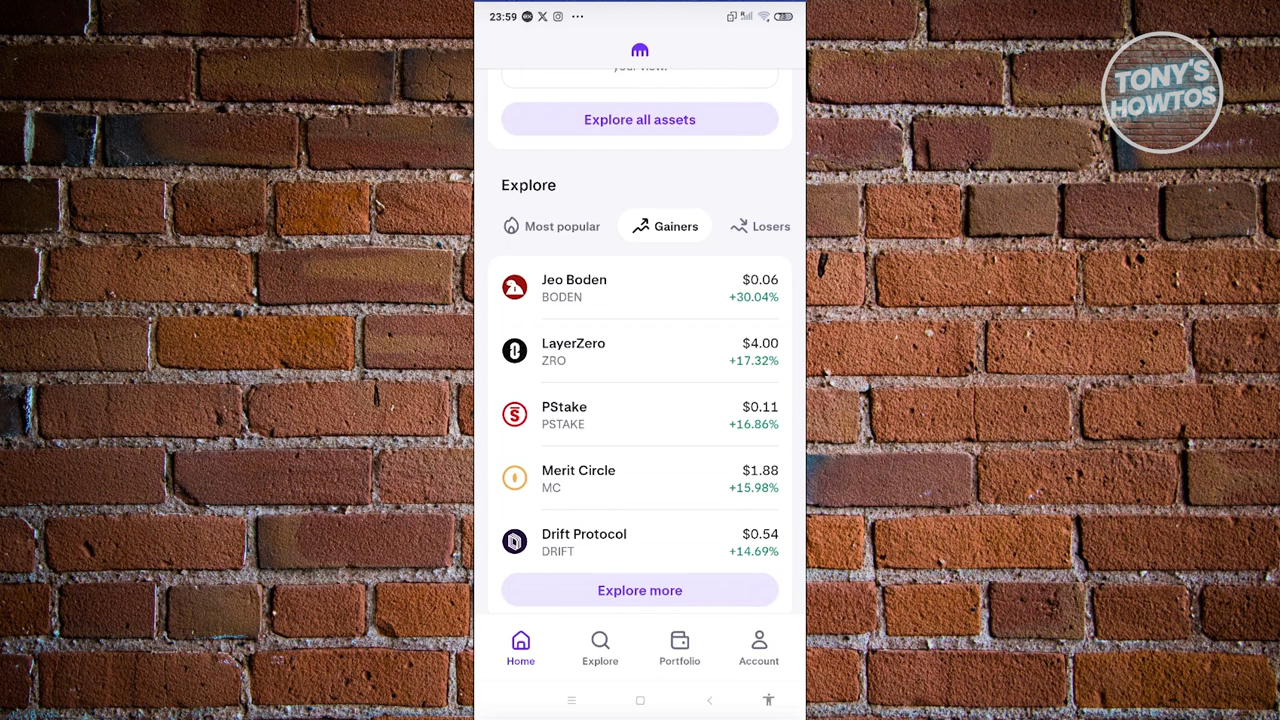 23:59
your view.
Explore all assets
Explore
Most popular
Gainers
Losers
Jeo Boden
$0.06
BODEN
+30.04%
LayerZero
$4.00
ZRO
+17.32%
PStake
$0.11
PSTAKE
+16.86%
Merit Circle
$1.88
MC
+15.98%
Drift Protocol
$0.54
DRIFT
+14.69%
Explore more
Home
Explore
Portfolio
Account
TONY'S
HOWTOS